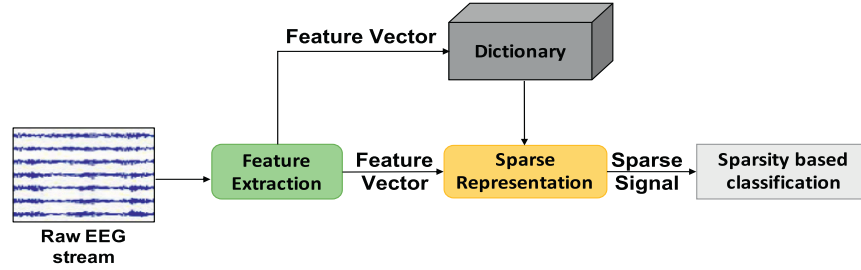 Feature Vector
Dictionary
Raw EEG
stream
Feature
Extraction
Feature
Vector
Sparse
Representation
Sparse
Signal
Sparsity based
classification